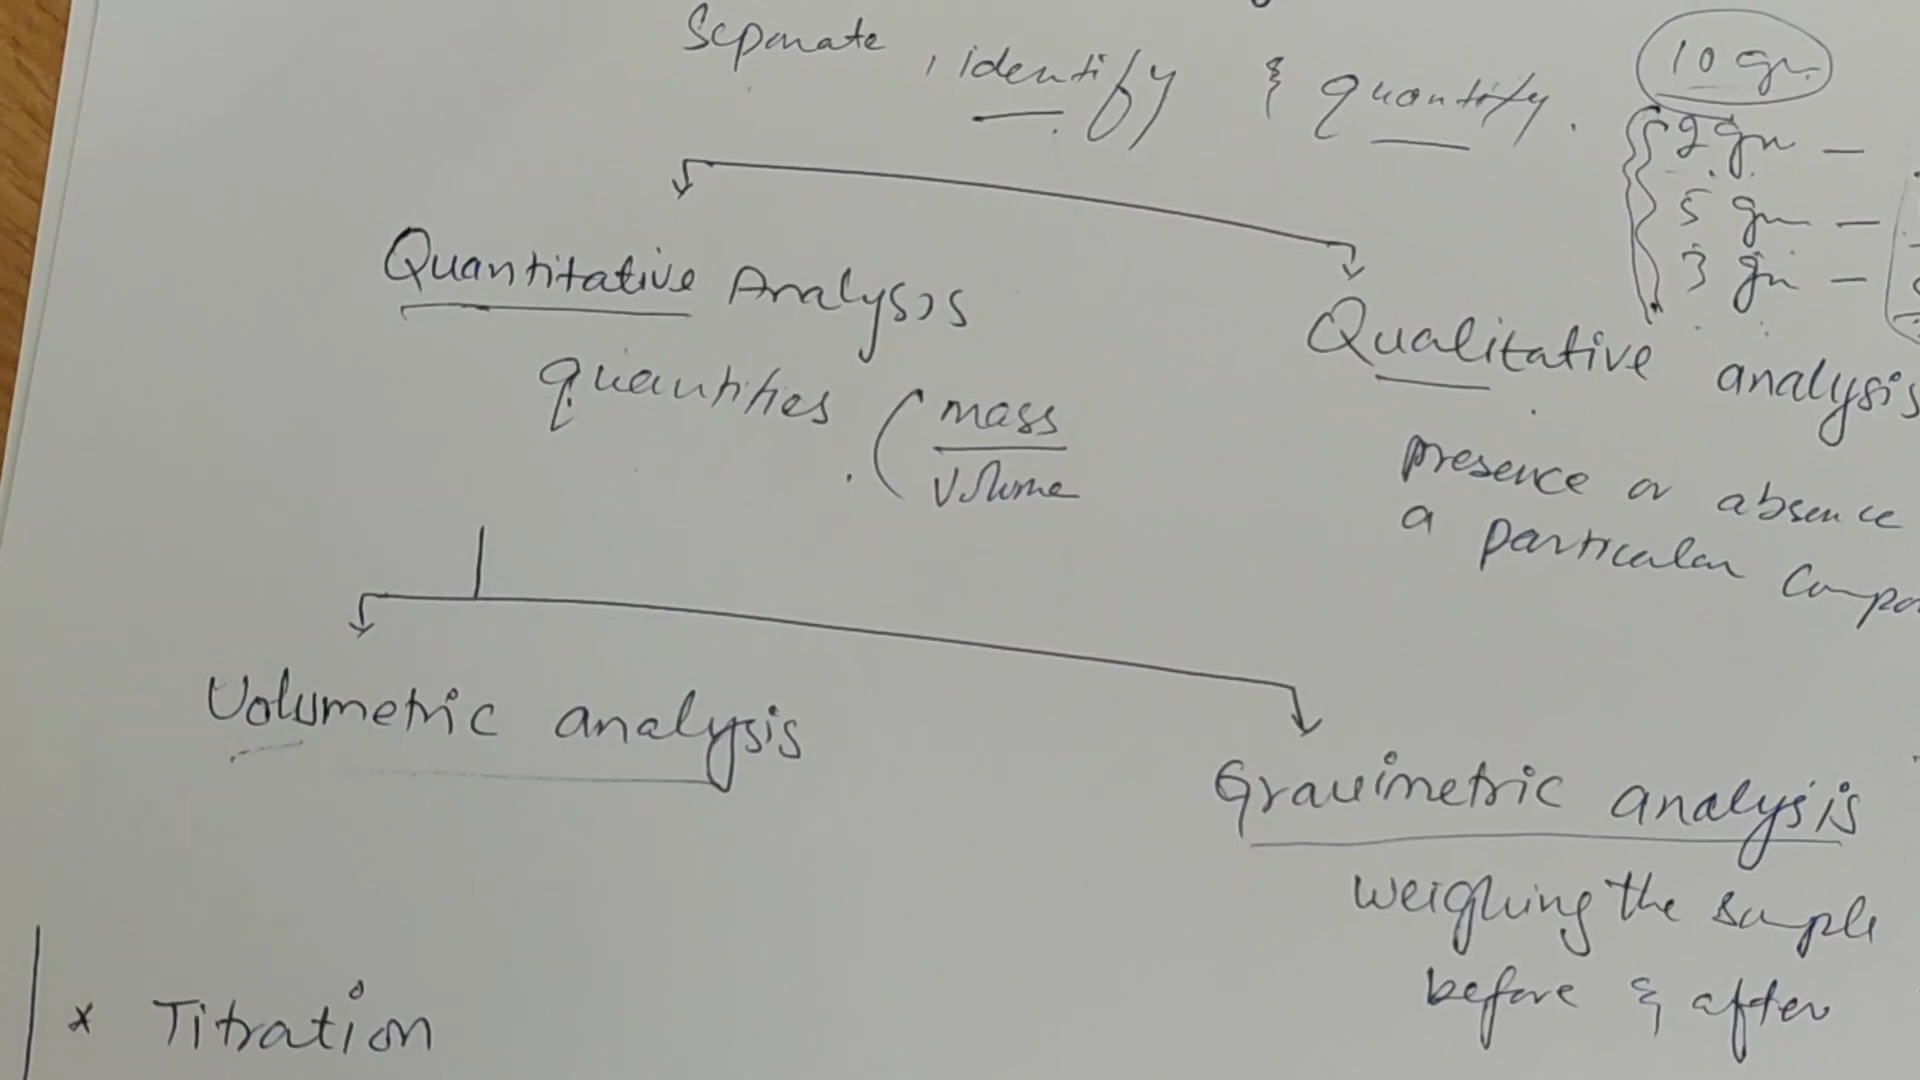 Separate, identify & quantify.
10 gm
2 gm —
5 gm —
3 gm —
Quantitative Analysis
Qualitative analysis
quantities. (mass
volume
presence or absence
a particular
Volumetric analysis
Gravimetric analysis
weighing the sample
before & after
x Titration